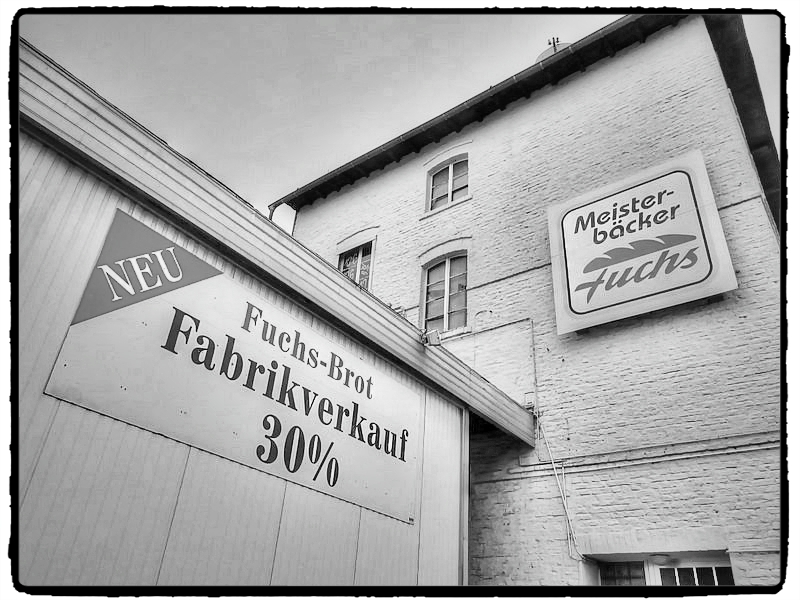 NEU
Fuchs-Brot
Fabrikverkauf
30%
Meister-
bäcker
Fuchs